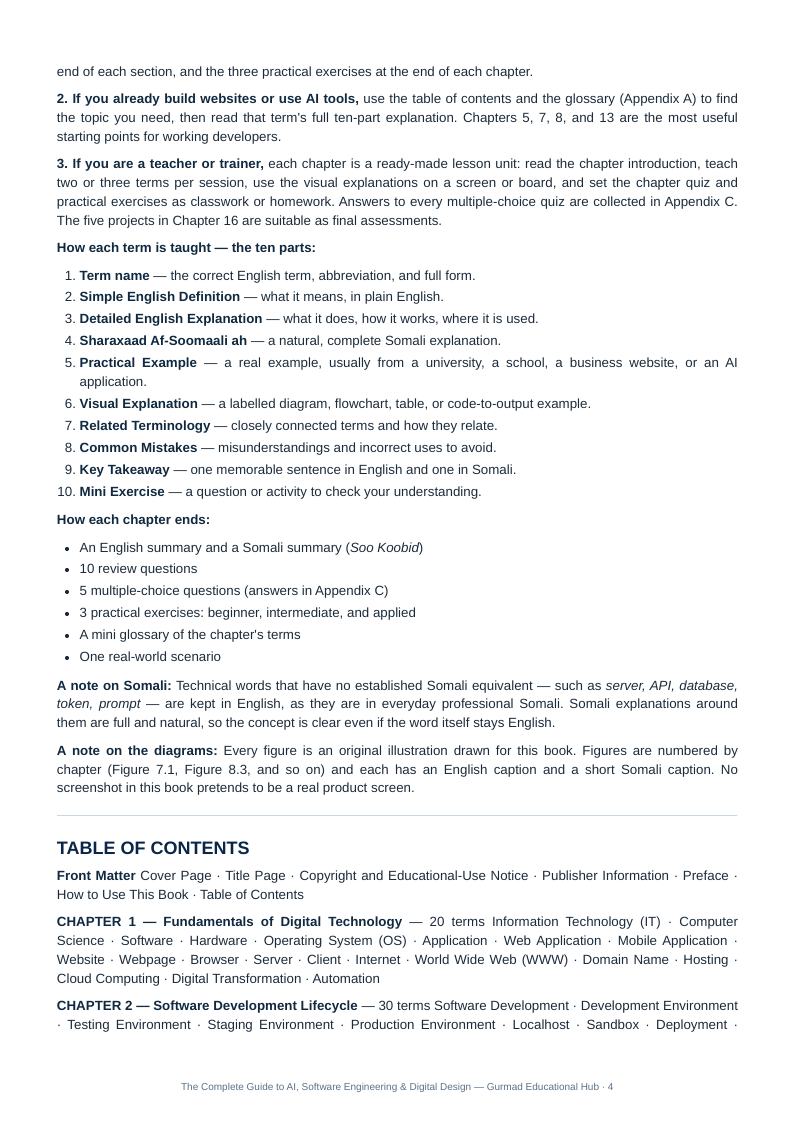 end of each section, and the three practical exercises at the end of each chapter.
2. If you already build websites or use AI tools, use the table of contents and the glossary (Appendix A) to find
the topic you need, then read that term's full ten-part explanation. Chapters 5, 7, 8, and 13 are the most useful
starting points for working developers.
3. If you are a teacher or trainer, each chapter is a ready-made lesson unit: read the chapter introduction, teach
two or three terms per session, use the visual explanations on a screen or board, and set the chapter quiz and
practical exercises as classwork or homework. Answers to every multiple-choice quiz are collected in Appendix C.
The five projects in Chapter 16 are suitable as final assessments.
How each term is taught — the ten parts:
1. Term name — the correct English term, abbreviation, and full form.
2. Simple English Definition — what it means, in plain English.
3. Detailed English Explanation — what it does, how it works, where it is used.
4. Sharaxaad Af-Soomaali ah — a natural, complete Somali explanation.
5. Practical Example — a real example, usually from a university, a school, a business website, or an AI
application.
6. Visual Explanation — a labelled diagram, flowchart, table, or code-to-output example.
7. Related Terminology — closely connected terms and how they relate.
8. Common Mistakes — misunderstandings and incorrect uses to avoid.
9. Key Takeaway — one memorable sentence in English and one in Somali.
10. Mini Exercise — a question or activity to check your understanding.
How each chapter ends:
• An English summary and a Somali summary (Soo Koobid)
• 10 review questions
• 5 multiple-choice questions (answers in Appendix C)
• 3 practical exercises: beginner, intermediate, and applied
• A mini glossary of the chapter's terms
• One real-world scenario
A note on Somali: Technical words that have no established Somali equivalent — such as server, API, database,
token, prompt — are kept in English, as they are in everyday professional Somali. Somali explanations around
them are full and natural, so the concept is clear even if the word itself stays English.
A note on the diagrams: Every figure is an original illustration drawn for this book. Figures are numbered by
chapter (Figure 7.1, Figure 8.3, and so on) and each has an English caption and a short Somali caption. No
screenshot in this book pretends to be a real product screen.
TABLE OF CONTENTS
Front Matter Cover Page · Title Page · Copyright and Educational-Use Notice · Publisher Information · Preface ·
How to Use This Book · Table of Contents
CHAPTER 1 — Fundamentals of Digital Technology — 20 terms Information Technology (IT) · Computer
Science · Software · Hardware · Operating System (OS) · Application · Web Application · Mobile Application ·
Website · Webpage · Browser · Server · Client · Internet · World Wide Web (WWW) · Domain Name · Hosting ·
Cloud Computing · Digital Transformation · Automation
CHAPTER 2 — Software Development Lifecycle — 30 terms Software Development · Development Environment
· Testing Environment · Staging Environment · Production Environment · Localhost · Sandbox · Deployment ·
The Complete Guide to AI, Software Engineering & Digital Design — Gurmad Educational Hub · 4